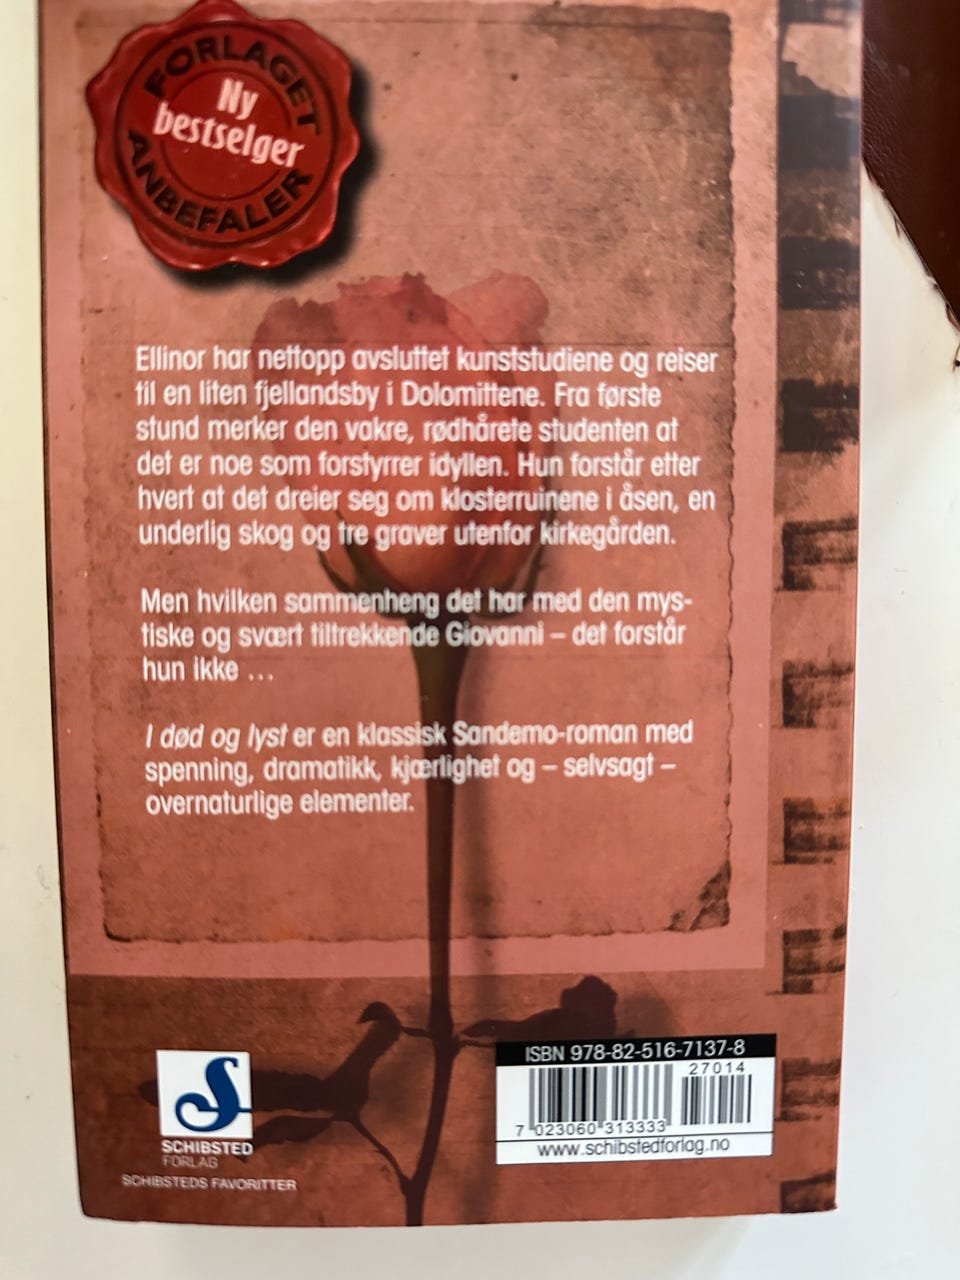 FORLAGET
Ny
bestselger
ANBEFALER
Ellinor har nettopp avsluttet kunststudiene og reiser
til en liten fjellandsby i Dolomittene. Fra første
stund merker den vakre, rødhårete studenten at
det er noe som forstyrrer idyllen. Hun forstår etter
hvert at det dreier seg om klosterruinene i åsen, en
underlig skog og tre graver utenfor kirkegården.
Men hvilken sammenheng det har med den mys-
tiske og svært tiltrekkende Giovanni – det forstår
hun ikke ...
I død og lyst er en klassisk Sandemo-roman med
spenning, dramatikk, kjærlighet og – selvsagt –
overnaturlige elementer.
ISBN 978-82-516-7137-8
27014
7 023060 313333
www.schibstedforlag.no
S
SCHIBSTED
FORLAG
SCHIBSTEDS FAVORITTER